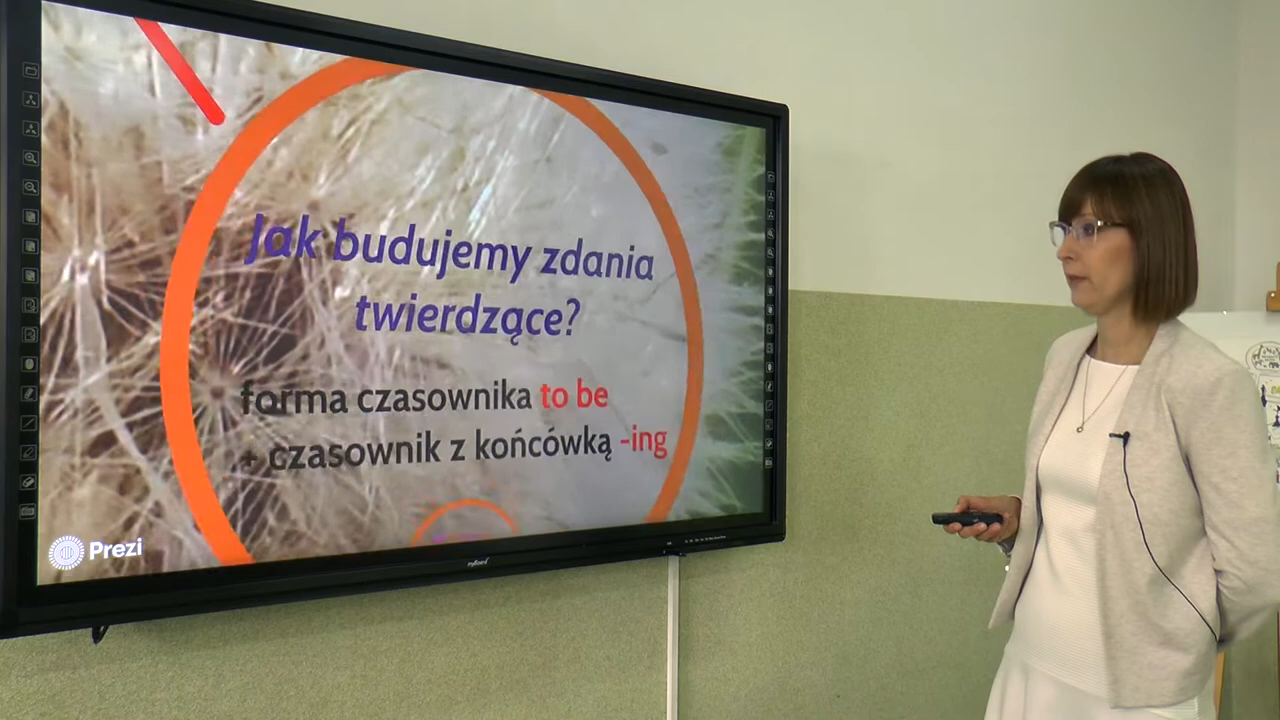 Jak budujemy zdania
twierdzące?
forma czasownika to be
+ czasownik z końcówką -ing
Prezi